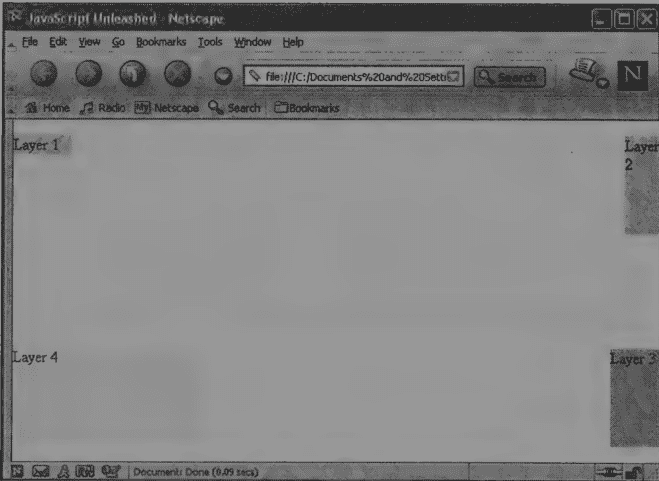 JavaScript Unleashed - Netscape
File Edit View Go Bookmarks Tools Window Help
file:///C:/Documents%20and%20Setti Search N
Home Radio My Netscape Search Bookmarks
Layer 1 Layer
2
Layer 4 Layer 3
Document: Done (0.09 secs)